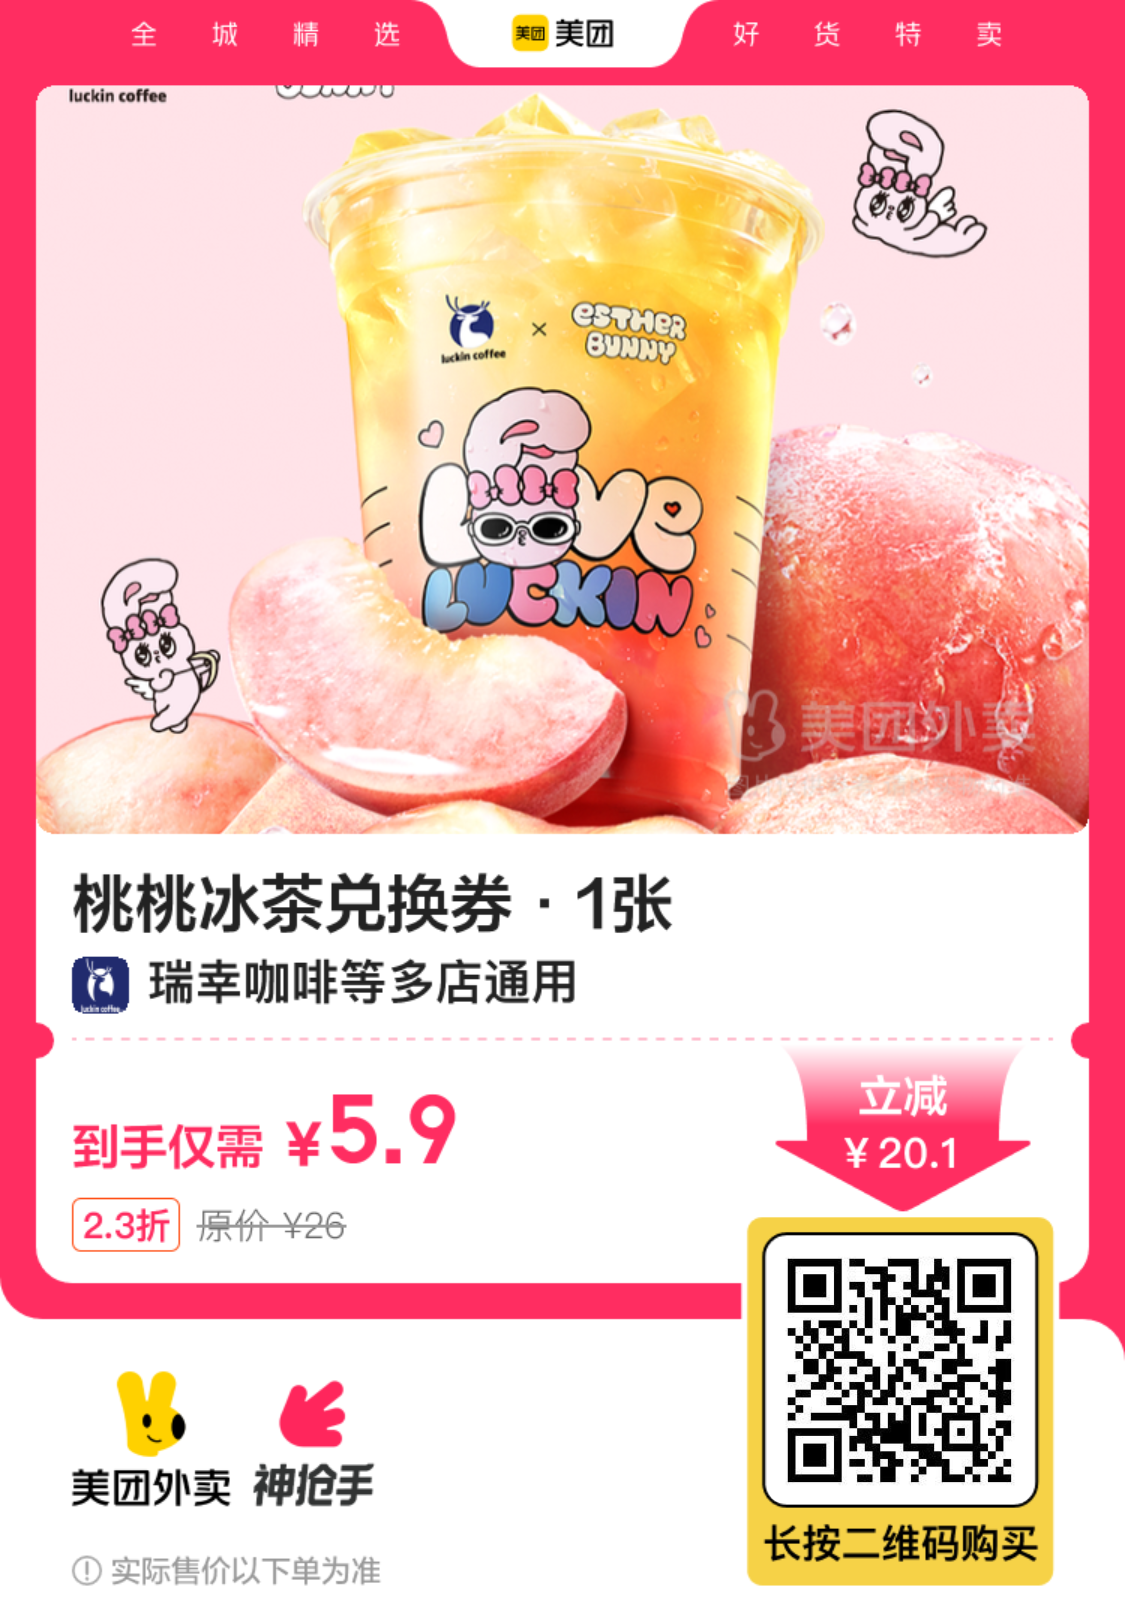 全城精选
美团 美团
好货特卖
luckin coffee
luckin coffee × ESTHER BUNNY
LOVE
LUCKIN
美团外卖
桃桃冰茶兑换券 · 1张
luckin coffee
瑞幸咖啡等多店通用
到手仅需 ¥5.9
立减
¥ 20.1
2.3折 原价 ¥26
美团外卖 神抢手
长按二维码购买
实际售价以下单为准